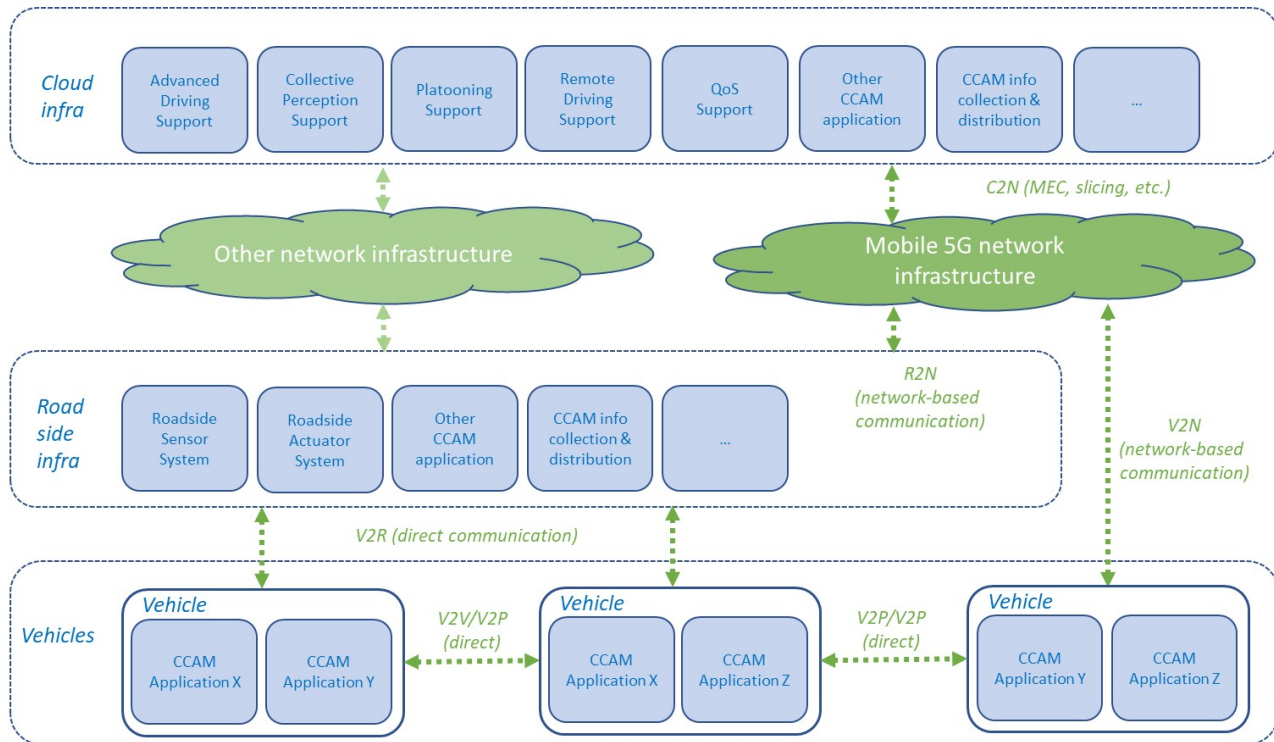 Cloud
infra
Advanced
Driving
Support
Collective
Perception
Support
Platooning
Support
Remote
Driving
Support
QoS
Support
Other
CCAM
application
CCAM info
collection &
distribution
...
C2N (MEC, slicing, etc.)
Other network infrastructure
Mobile 5G network
infrastructure
R2N
(network-based
communication)
V2N
(network-based
communication)
Road
side
infra
Roadside
Sensor
System
Roadside
Actuator
System
Other
CCAM
application
CCAM info
collection &
distribution
...
V2R (direct communication)
Vehicles
Vehicle
CCAM
Application X
CCAM
Application Y
V2V/V2P
(direct)
Vehicle
CCAM
Application X
CCAM
Application Z
V2P/V2P
(direct)
Vehicle
CCAM
Application Y
CCAM
Application Z